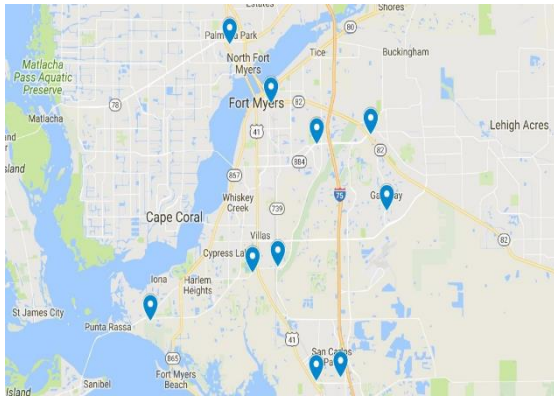 Estates
Shores
Palmona Park
80
North Fort
Myers
Tice
Buckingham
Matlacha
Pass Aquatic
Preserve
78
Fort Myers
82
Matlacha
41
Lehigh Acres
884
82
867
75
Whiskey
Creek
739
Gateway
Cape Coral
Villas
82
Cypress La
Iona
Harlem
Heights
St James City
Punta Rassa
41
865
San Carlos
Park
Fort Myers
Beach
Sanibel
Island